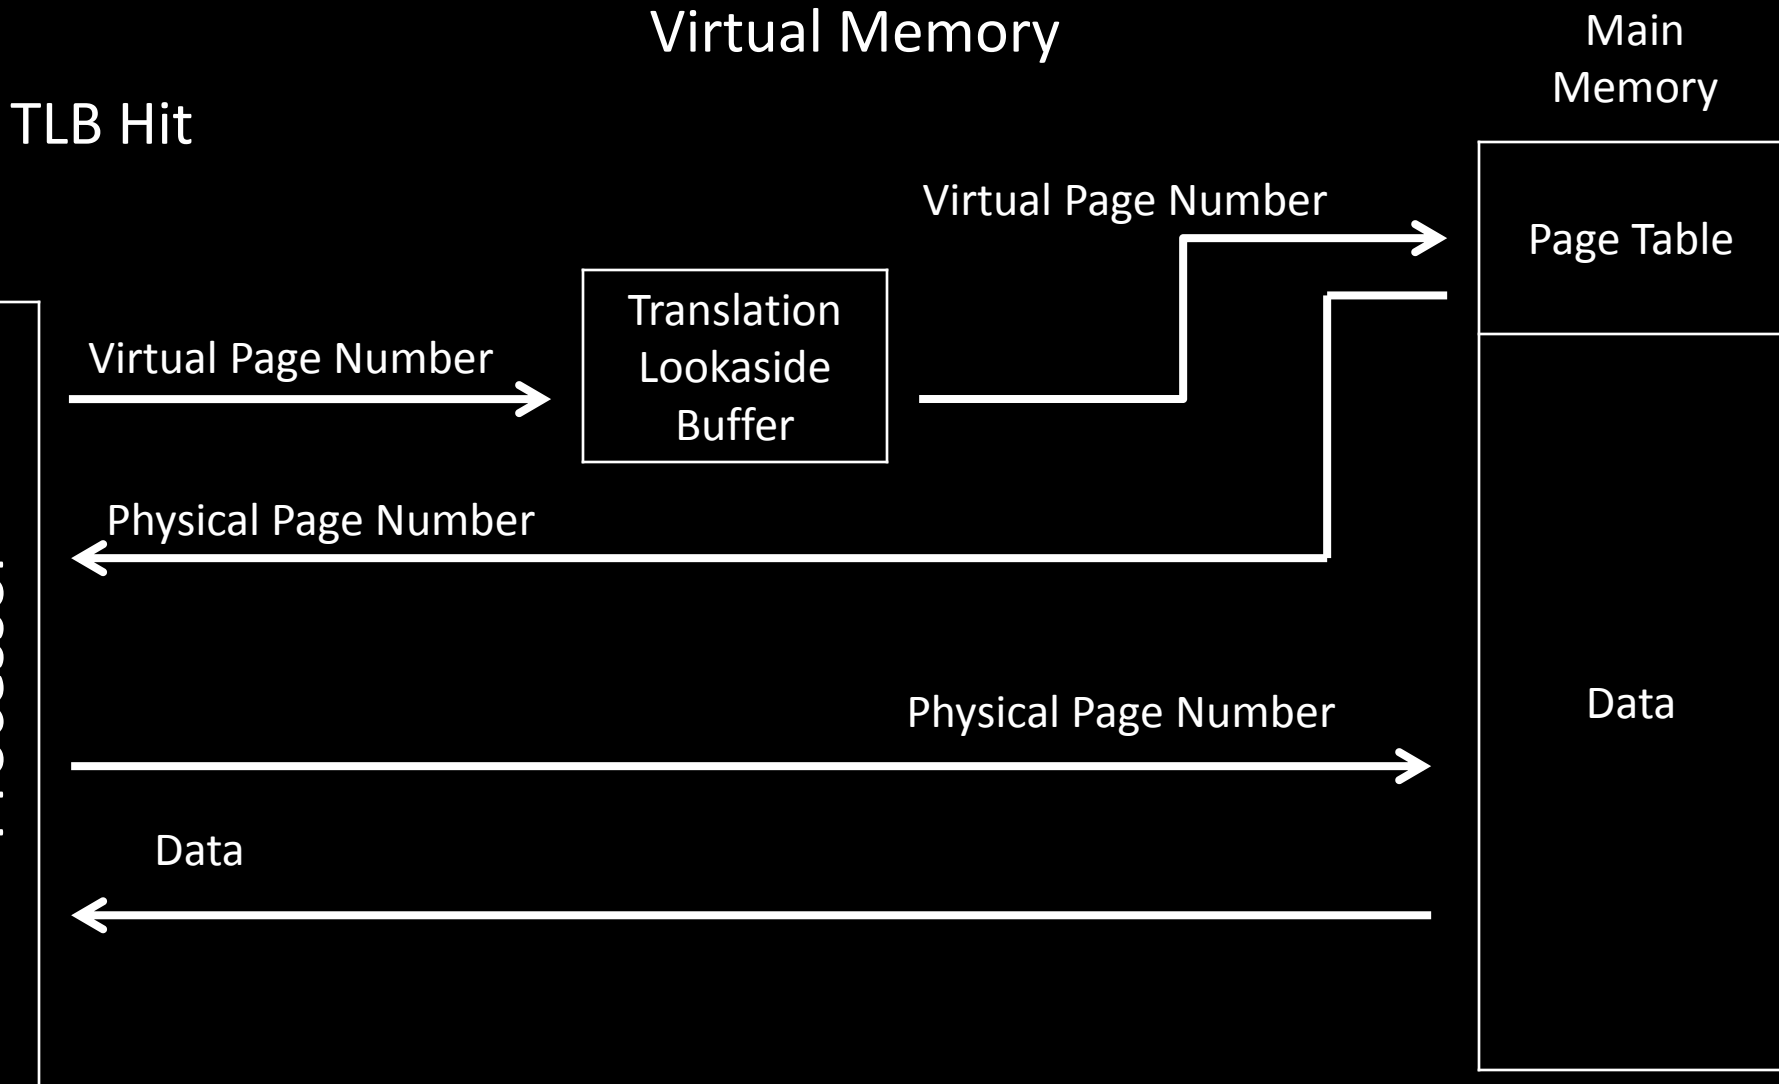 Virtual Memory
Main
Memory
TLB Hit
Virtual Page Number
Page Table
Translation
Lookaside
Buffer
Virtual Page Number
Physical Page Number
Physical Page Number
Data
Data